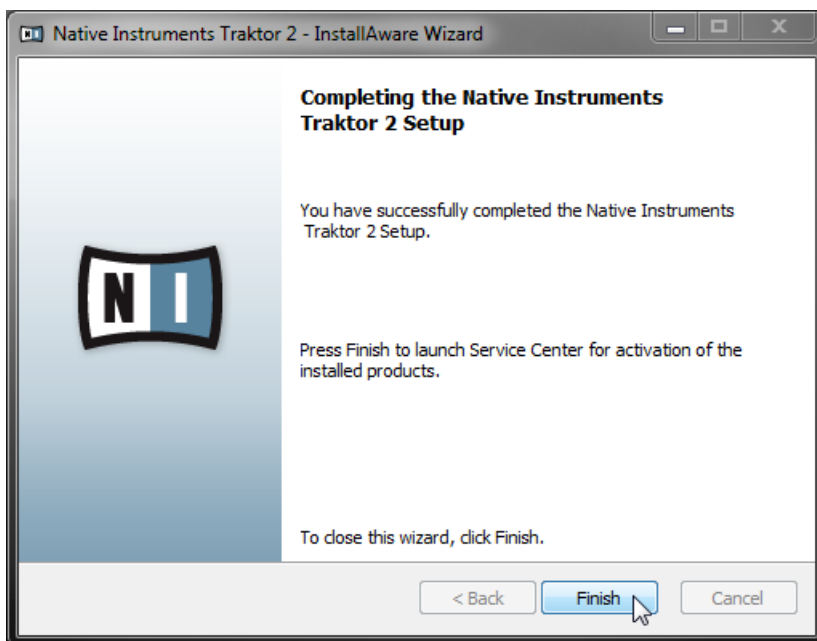 Native Instruments Traktor 2 - InstallAware Wizard
Completing the Native Instruments
Traktor 2 Setup
You have successfully completed the Native Instruments
Traktor 2 Setup.
N I
Press Finish to launch Service Center for activation of the
installed products.
To close this wizard, click Finish.
< Back Finish Cancel